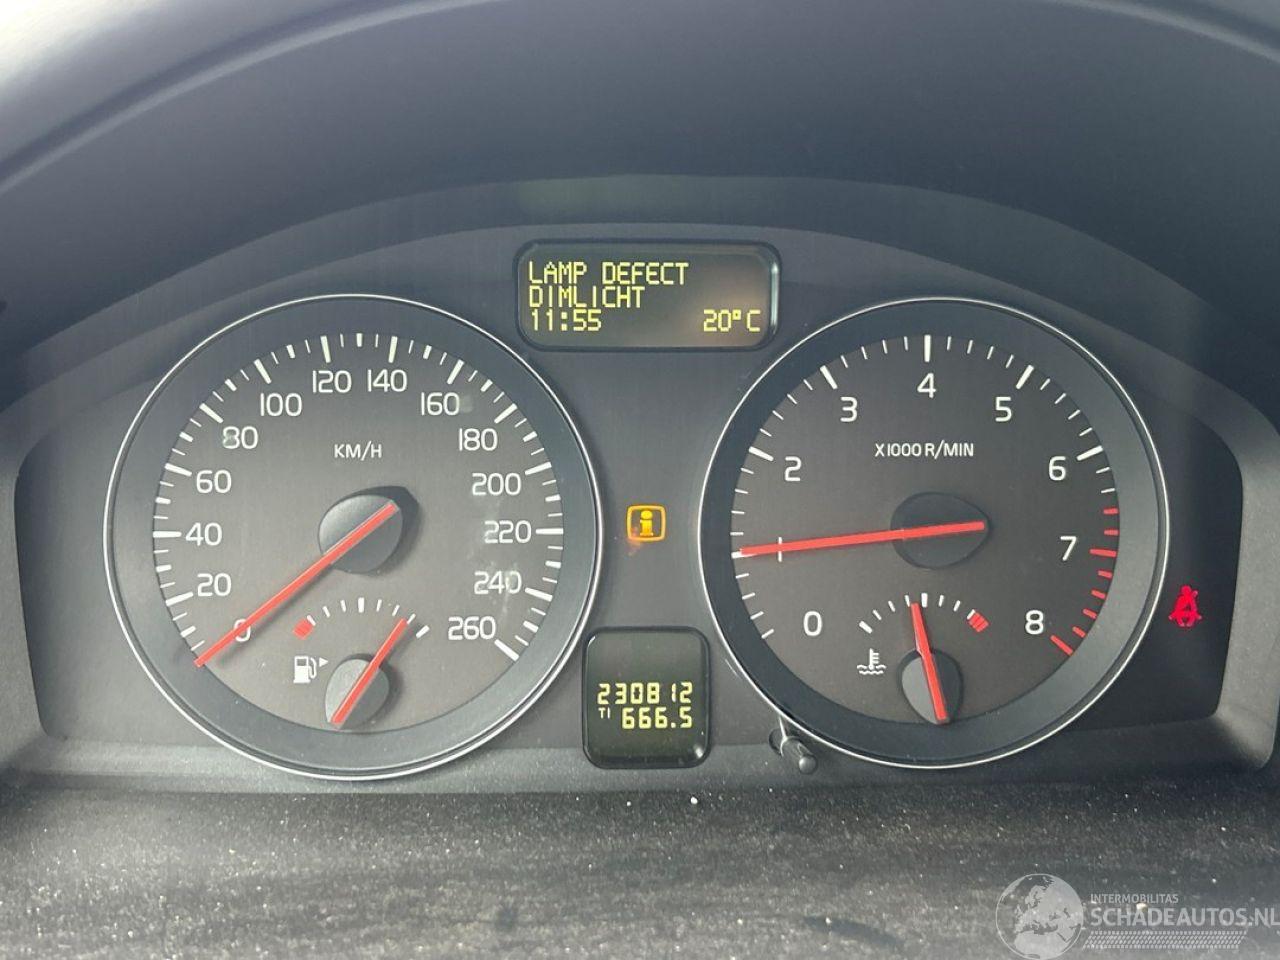 LAMP DEFECT
DIMLICHT
11:55 20°C
0
20
40
60
80
100
120
140
160
180
200
220
240
260
KM/H
0
1
2
3
4
5
6
7
8
X1000 R/MIN
i
230812
T1 666.5
INTERMOBILITAS
SCHADEAUTOS.NL